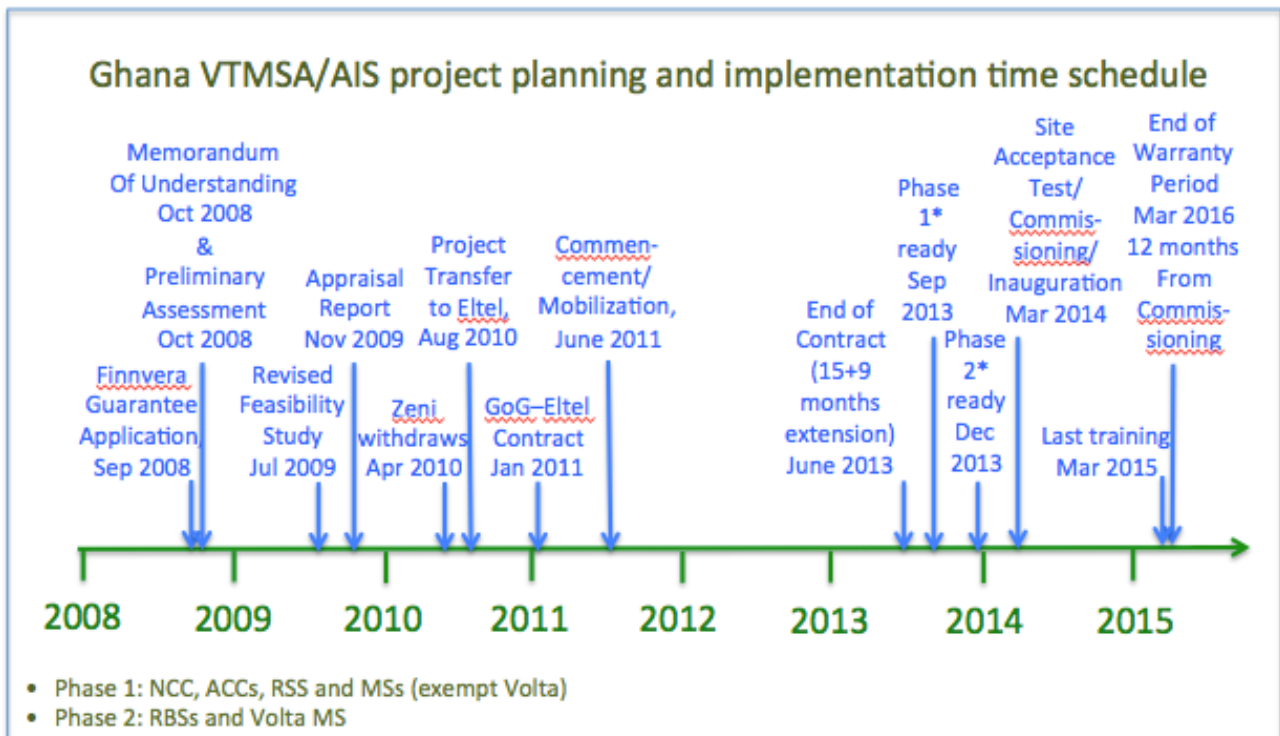 Ghana VTMSA/AIS project planning and implementation time schedule
Memorandum
Of Understanding
Oct 2008
&
Preliminary
Assessment
Oct 2008
Finnvera
Guarantee
Application,
Sep 2008
Revised
Feasibility
Study
Jul 2009
Appraisal
Report
Nov 2009
Zeni
withdraws
Apr 2010
Project
Transfer
to Eltel,
Aug 2010
GoG–Eltel
Contract
Jan 2011
Commen-
cement/
Mobilization,
June 2011
End of
Contract
(15+9
months
extension)
June 2013
Phase
1*
ready
Sep
2013
Phase
2*
ready
Dec
2013
Site
Acceptance
Test/
Commis-
sioning/
Inauguration
Mar 2014
Last training
Mar 2015
End of
Warranty
Period
Mar 2016
12 months
From
Commis-
sioning
2008
2009
2010
2011
2012
2013
2014
2015
• Phase 1: NCC, ACCs, RSS and MSs (exempt Volta)
• Phase 2: RBSs and Volta MS